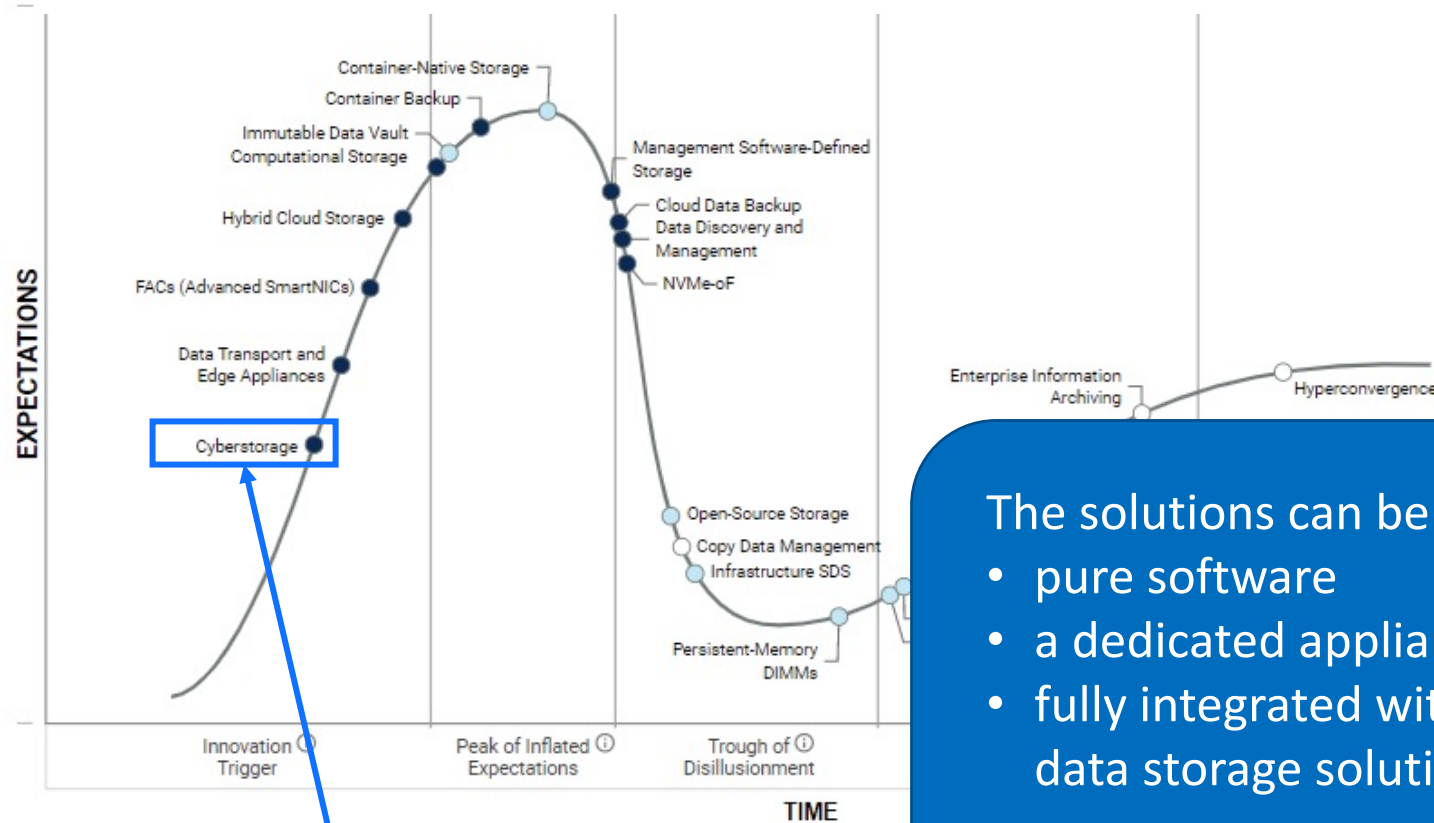 Container-Native Storage
Container Backup
Immutable Data Vault
Computational Storage
Hybrid Cloud Storage
FACs (Advanced SmartNICs)
Data Transport and
Edge Appliances
Cyberstorage
Management Software-Defined
Storage
Cloud Data Backup
Data Discovery and
Management
NVMe-oF
Open-Source Storage
Copy Data Management
Infrastructure SDS
Persistent-Memory
DIMMs
Enterprise Information
Archiving
Hyperconvergence
EXPECTATIONS
Innovation
Trigger
Peak of Inflated
Expectations
Trough of
Disillusionment
TIME
The solutions can be
• pure software
• a dedicated applia
• fully integrated wit
data storage soluti